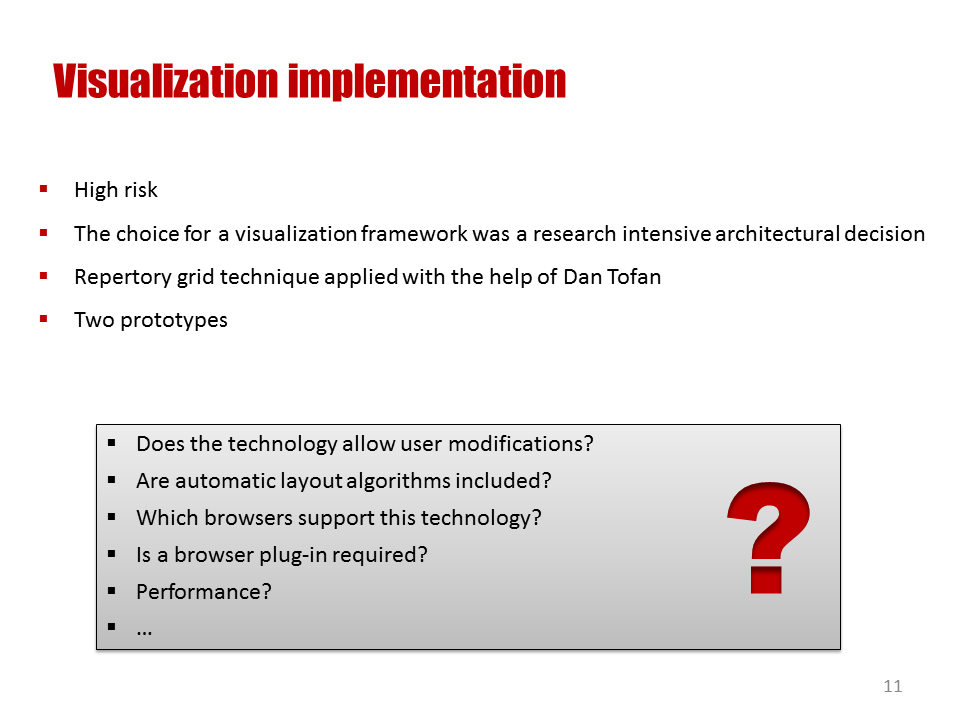 Visualization implementation
▪ High risk
▪ The choice for a visualization framework was a research intensive architectural decision
▪ Repertory grid technique applied with the help of Dan Tofan
▪ Two prototypes
▪ Does the technology allow user modifications?
▪ Are automatic layout algorithms included?
▪ Which browsers support this technology?
▪ Is a browser plug-in required?
▪ Performance?
▪ ...
?
11